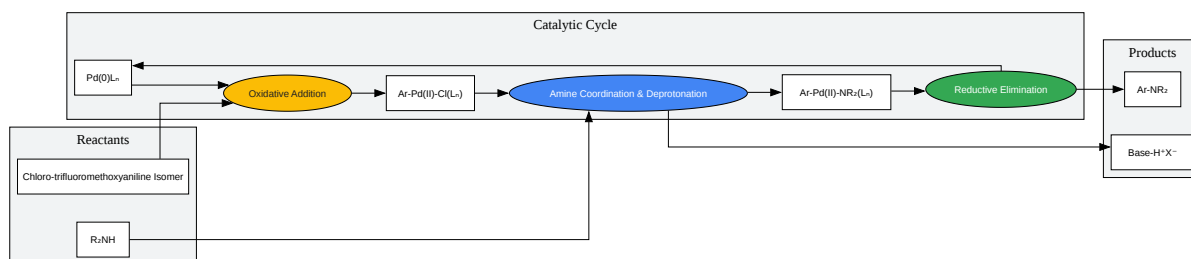 Catalytic Cycle
Products
Pd(0)Lₙ
Oxidative Addition
Ar-Pd(II)-Cl(Lₙ)
Amine Coordination & Deprotonation
Ar-Pd(II)-NR₂(Lₙ)
Reductive Elimination
Ar-NR₂
Reactants
Base-H⁺X⁻
Chloro-trifluoromethoxyaniline Isomer
R₂NH